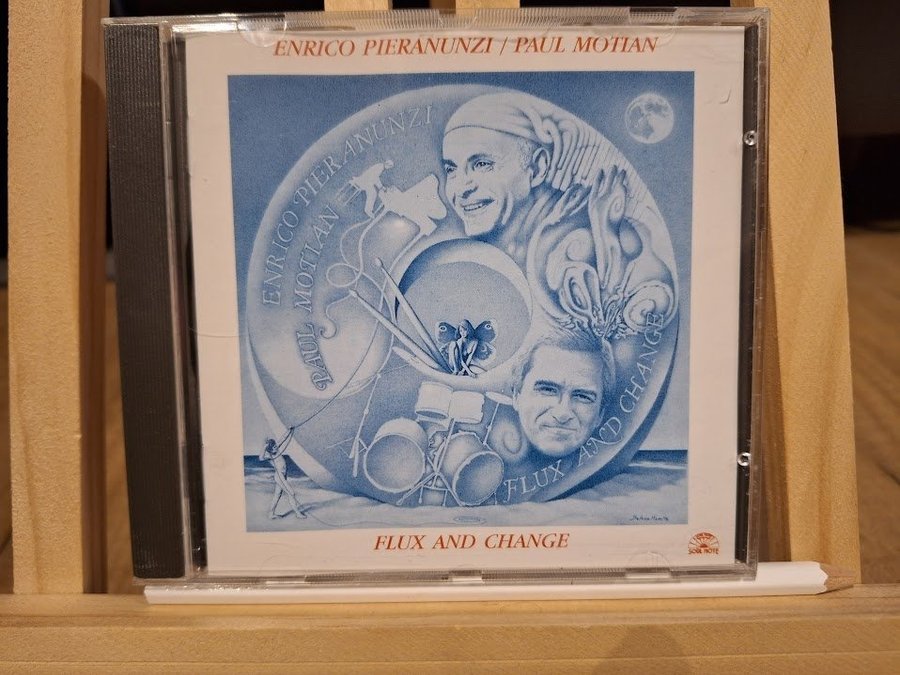 ENRICO PIERANUNZI / PAUL MOTIAN
ENRICO PIERANUNZI
PAUL MOTIAN
FLUX AND CHANGE
FLUX AND CHANGE
SOUL NOTE